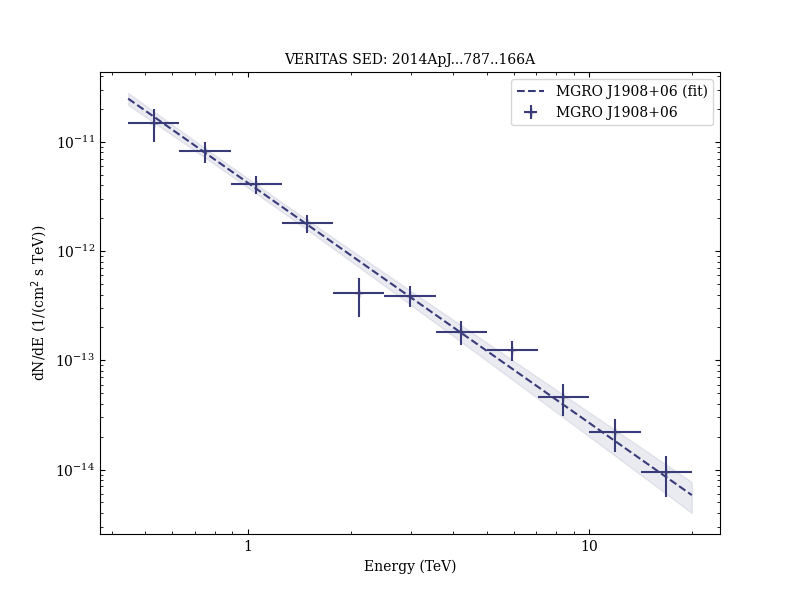 VERITAS SED: 2014ApJ...787..166A
MGRO J1908+06 (fit)
MGRO J1908+06
dN/dE (1/(cm² s TeV))
10⁻¹¹
10⁻¹²
10⁻¹³
10⁻¹⁴
1
10
Energy (TeV)